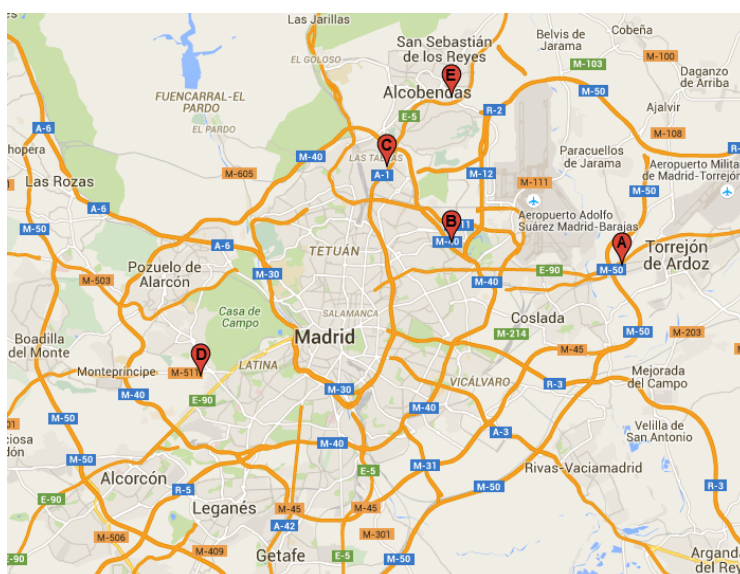 Las Jarillas
Cobeña
Belvis de
Jarama
M-100
San Sebastián
de los Reyes
EL GOLOSO
M-103
Daganzo
de Arriba
E
Alcobendas
FUENCARRAL-EL
PARDO
R-2
M-50
Ajalvir
E-5
A-6
EL PARDO
M-108
C
M-40
LAS TABLAS
Paracuellos
de Jarama
R-
M-605
A-1
M-12
Aeropuerto Milita
de Madrid-Torrejón
Las Rozas
M-111
M-50
A-6
B
M-11
Aeropuerto Adolfo
Suárez Madrid-Barajas
M-50
M-40
A
Torrejón
de Ardoz
A-6
TETUÁN
Pozuelo de
Alarcón
M-30
E-90
M-50
M-503
Casa de
Campo
SALAMANCA
Coslada
Madrid
M-214
M-50
M-203
Boadilla
del Monte
D
M-45
LATINA
Monteprincipe
M-511
Mejorada
del Campo
VICÁLVARO
R-3
M-30
M-40
E-90
M-40
M-50
Velilla de
San Antonio
A-3
M-40
M-50
M-31
Rivas-Vaciamadrid
E-5
Alcorcón
R-5
M-50
R-3
E-90
Leganés
M-45
M-45
A-42
M-506
M-301
M-409
Getafe
E-5
M-50
Argand
del Rey
E-90